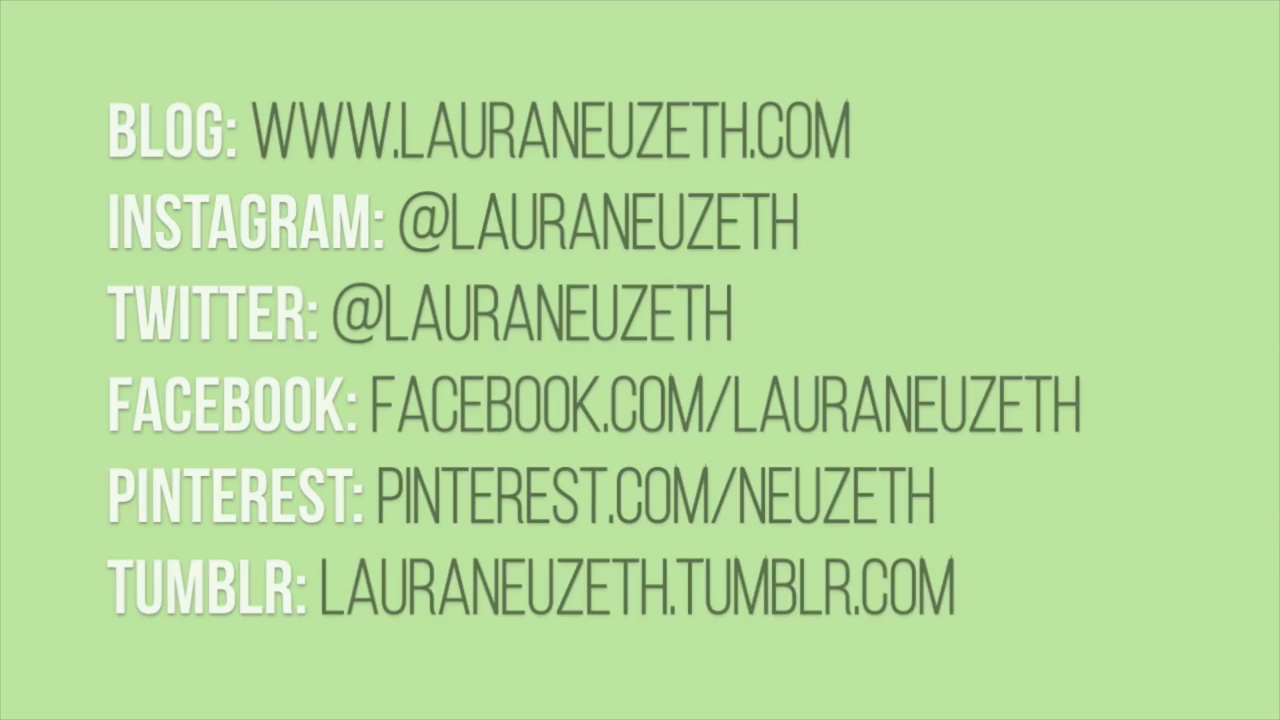 BLOG: WWW.LAURANEUZETH.COM
INSTAGRAM: @LAURANEUZETH
TWITTER: @LAURANEUZETH
FACEBOOK: FACEBOOK.COM/LAURANEUZETH
PINTEREST: PINTEREST.COM/NEUZETH
TUMBLR: LAURANEUZETH.TUMBLR.COM